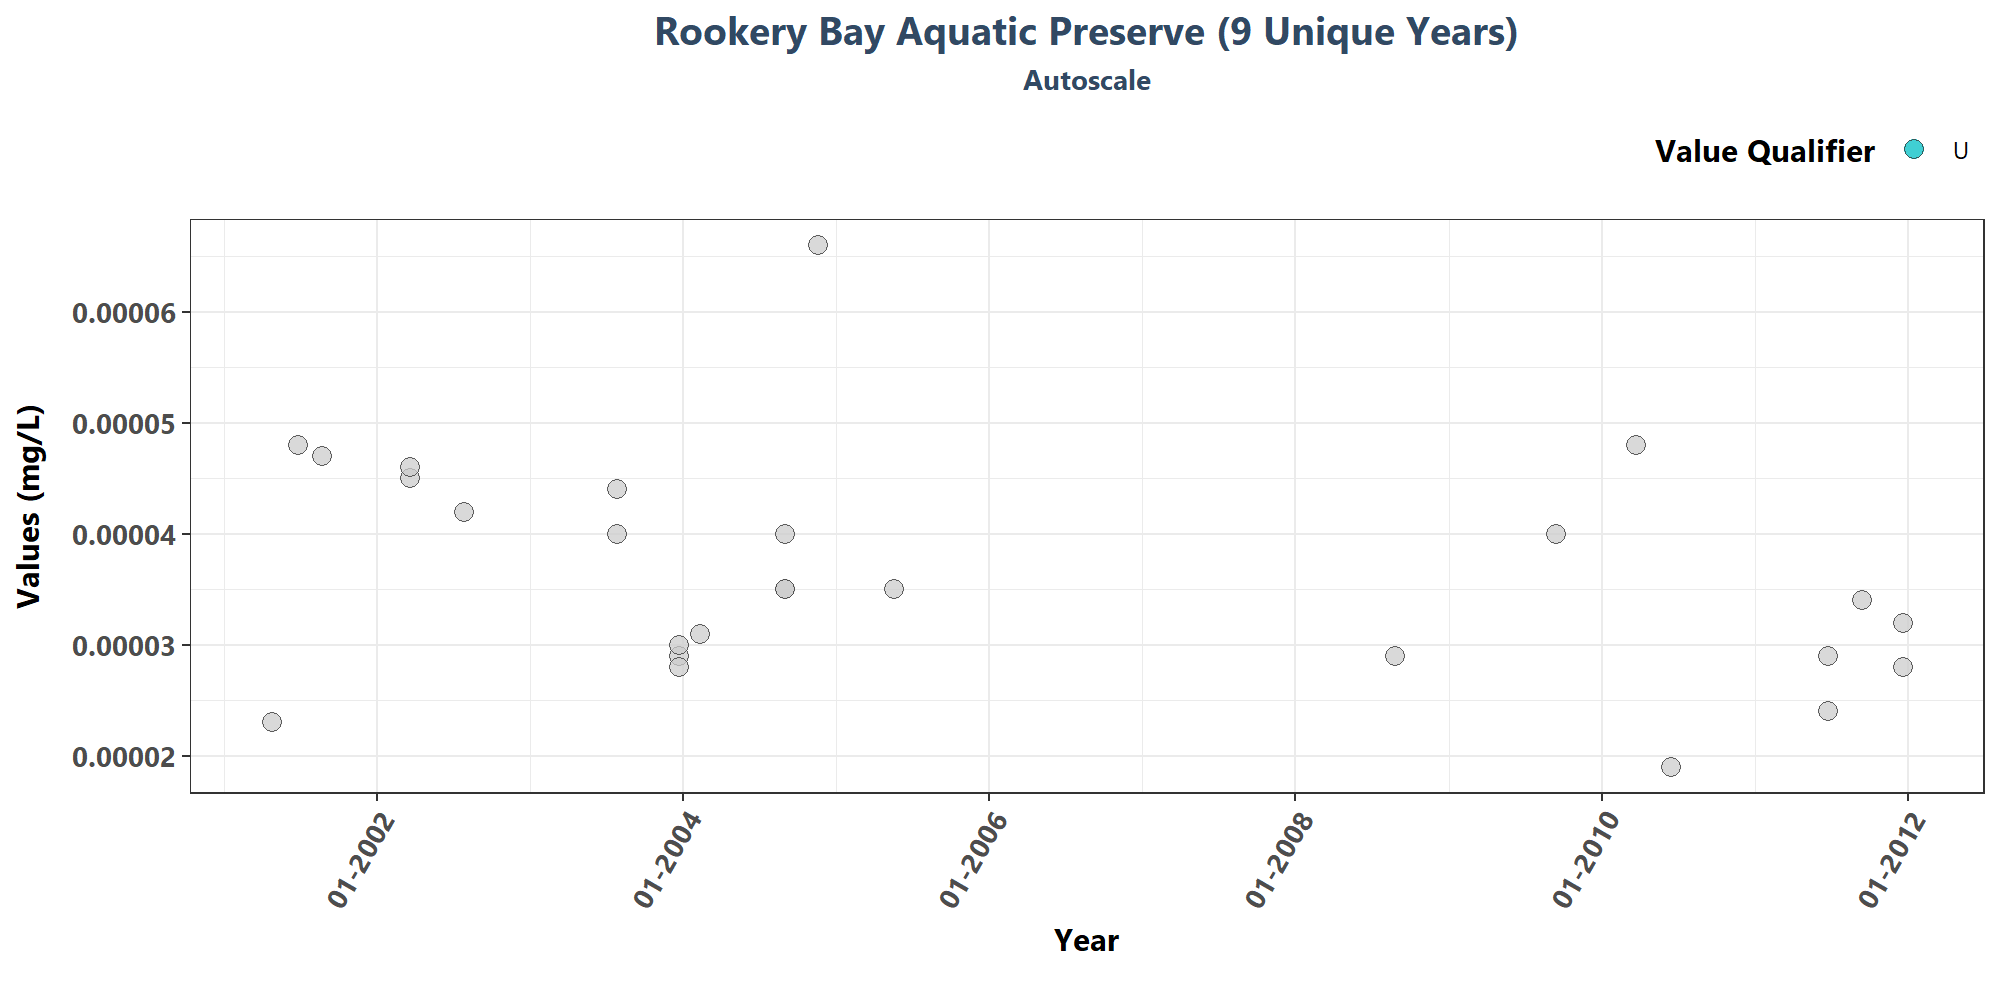 Rookery Bay Aquatic Preserve (9 Unique Years)
Autoscale
Value Qualifier U
Values (mg/L)
0.00006
0.00005
0.00004
0.00003
0.00002
01-2002 01-2004 01-2006 01-2008 01-2010 01-2012
Year